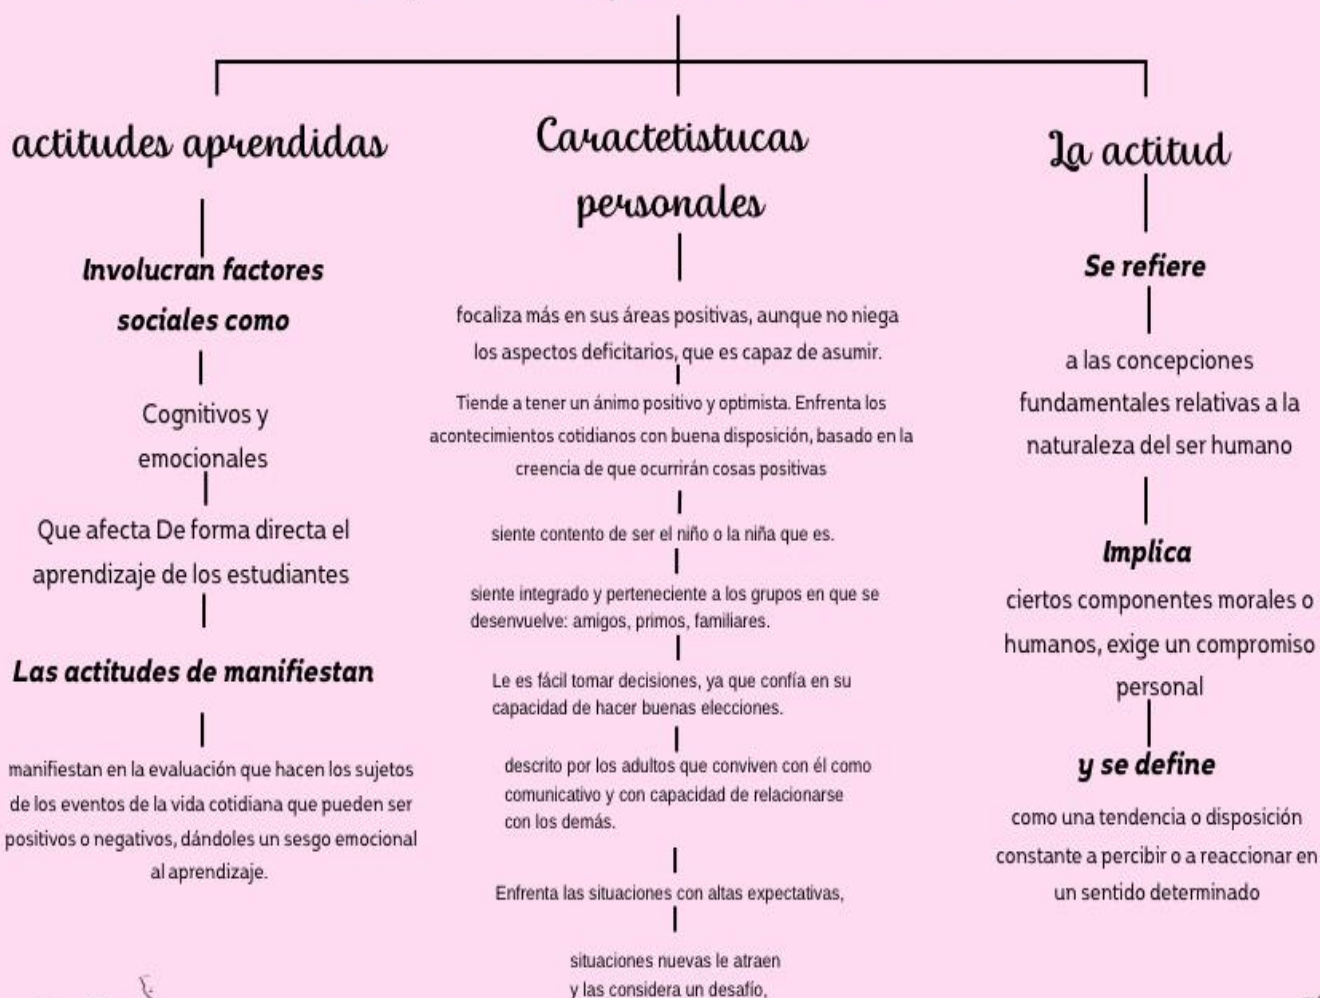 actitudes aprendidas
Involucran factores
sociales como
Cognitivos y
emocionales
Que afecta De forma directa el
aprendizaje de los estudiantes
Las actitudes de manifiestan
manifiestan en la evaluación que hacen los sujetos
de los eventos de la vida cotidiana que pueden ser
positivos o negativos, dándoles un sesgo emocional
al aprendizaje.
Caractetistucas
personales
focaliza más en sus áreas positivas, aunque no niega
los aspectos deficitarios, que es capaz de asumir.
Tiende a tener un ánimo positivo y optimista. Enfrenta los
acontecimientos cotidianos con buena disposición, basado en la
creencia de que ocurrirán cosas positivas
siente contento de ser el niño o la niña que es.
siente integrado y perteneciente a los grupos en que se
desenvuelve: amigos, primos, familiares.
Le es fácil tomar decisiones, ya que confía en su
capacidad de hacer buenas elecciones.
descrito por los adultos que conviven con él como
comunicativo y con capacidad de relacionarse
con los demás.
Enfrenta las situaciones con altas expectativas,
situaciones nuevas le atraen
y las considera un desafío,
La actitud
Se refiere
a las concepciones
fundamentales relativas a la
naturaleza del ser humano
Implica
ciertos componentes morales o
humanos, exige un compromiso
personal
y se define
como una tendencia o disposición
constante a percibir o a reaccionar en
un sentido determinado